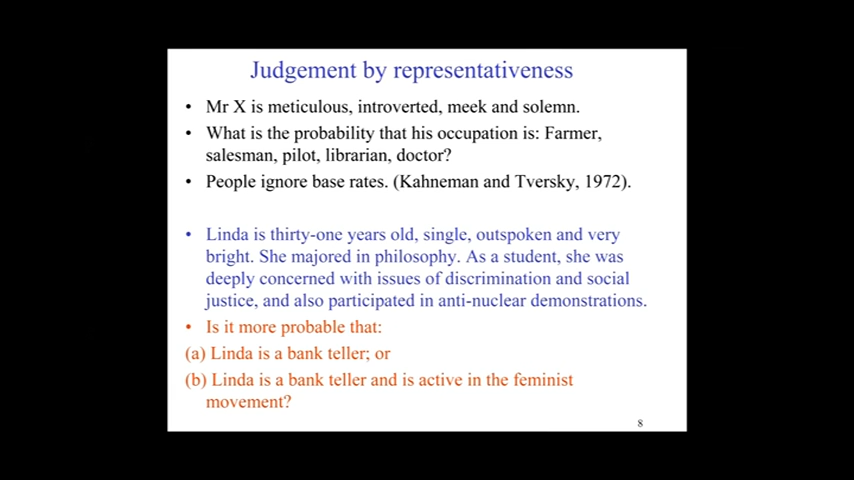 Judgement by representativeness
• Mr X is meticulous, introverted, meek and solemn.
• What is the probability that his occupation is: Farmer,
salesman, pilot, librarian, doctor?
• People ignore base rates. (Kahneman and Tversky, 1972).
• Linda is thirty-one years old, single, outspoken and very
bright. She majored in philosophy. As a student, she was
deeply concerned with issues of discrimination and social
justice, and also participated in anti-nuclear demonstrations.
• Is it more probable that:
(a) Linda is a bank teller; or
(b) Linda is a bank teller and is active in the feminist
movement?
8